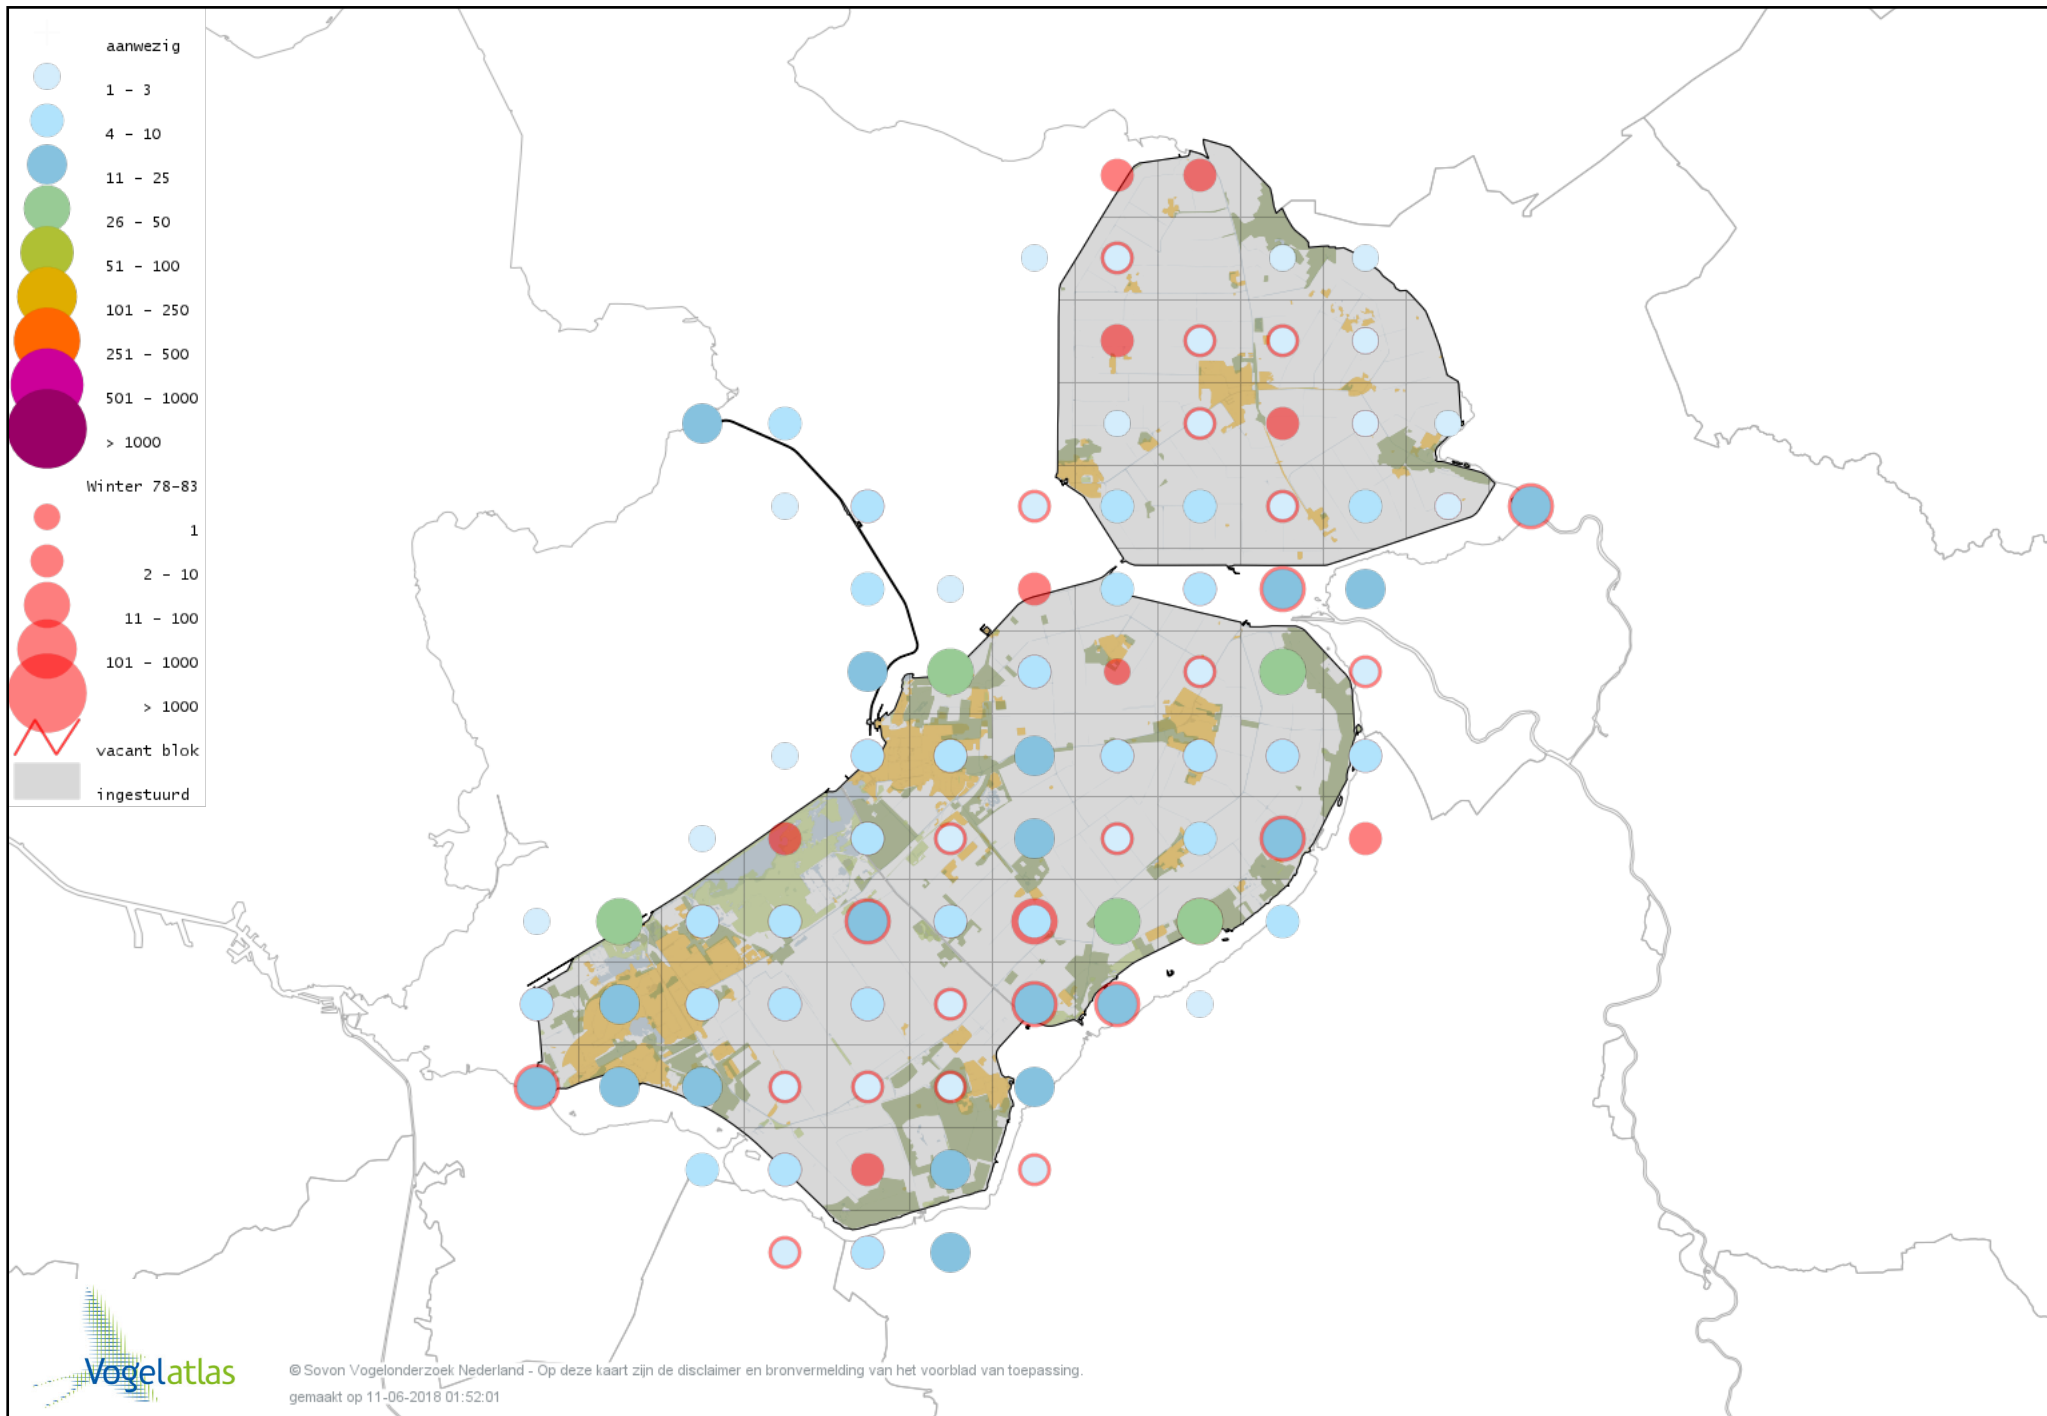 aanwezig
1 - 3
4 - 10
11 - 25
26 - 50
51 - 100
101 - 250
251 - 500
501 - 1000
> 1000
Winter 78-83
1
2 - 10
11 - 100
101 - 1000
> 1000
vacant blok
ingestuurd
Vogelatlas
© Sovon Vogelonderzoek Nederland - Op deze kaart zijn de disclaimer en bronvermelding van het voorblad van toepassing.
gemaakt op 11-06-2018 01:52:01